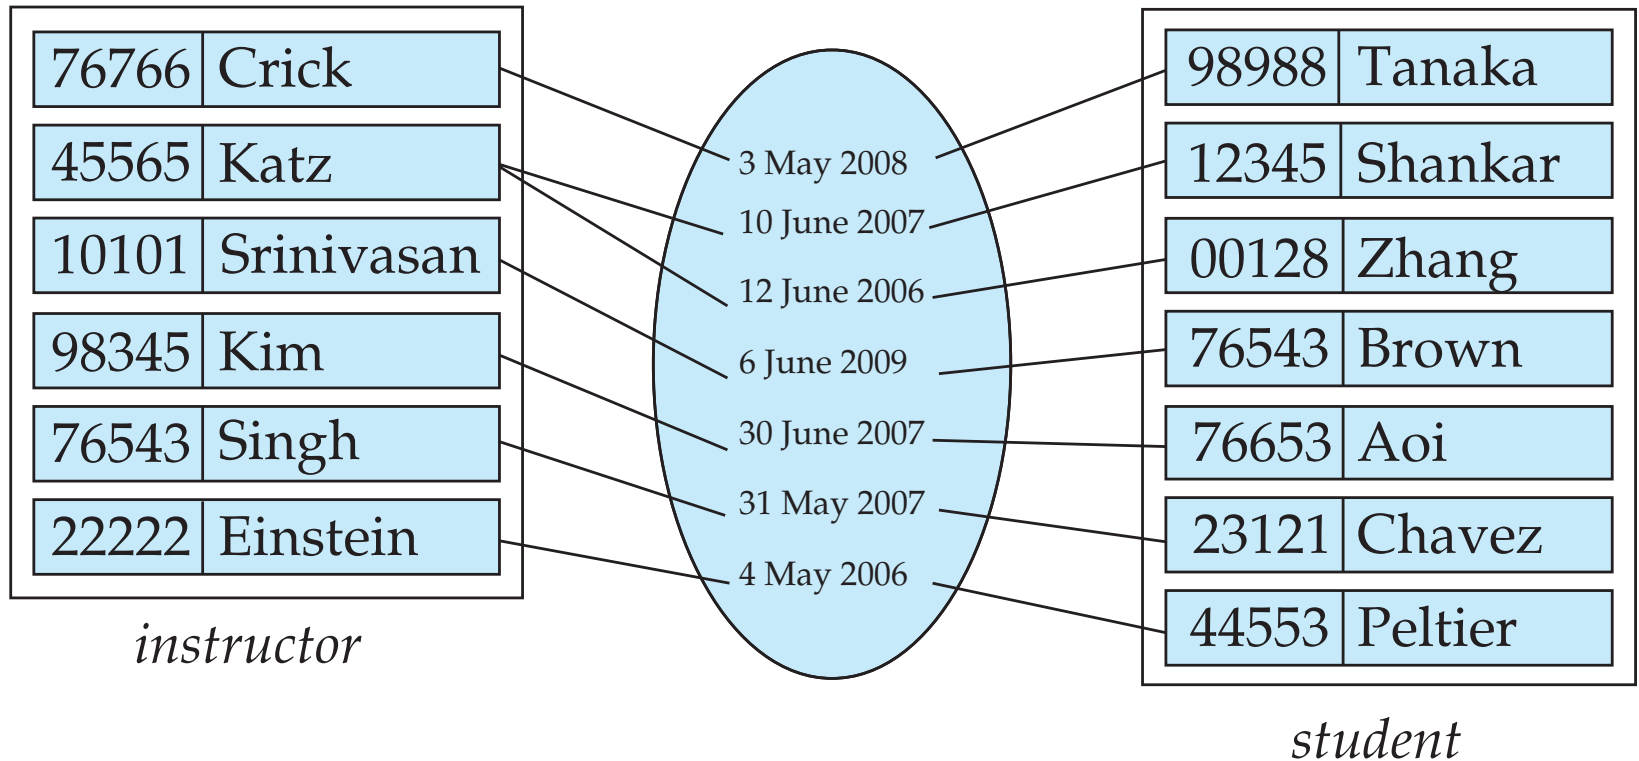 76766 Crick
45565 Katz
10101 Srinivasan
98345 Kim
76543 Singh
22222 Einstein
instructor
3 May 2008
10 June 2007
12 June 2006
6 June 2009
30 June 2007
31 May 2007
4 May 2006
98988 Tanaka
12345 Shankar
00128 Zhang
76543 Brown
76653 Aoi
23121 Chavez
44553 Peltier
student